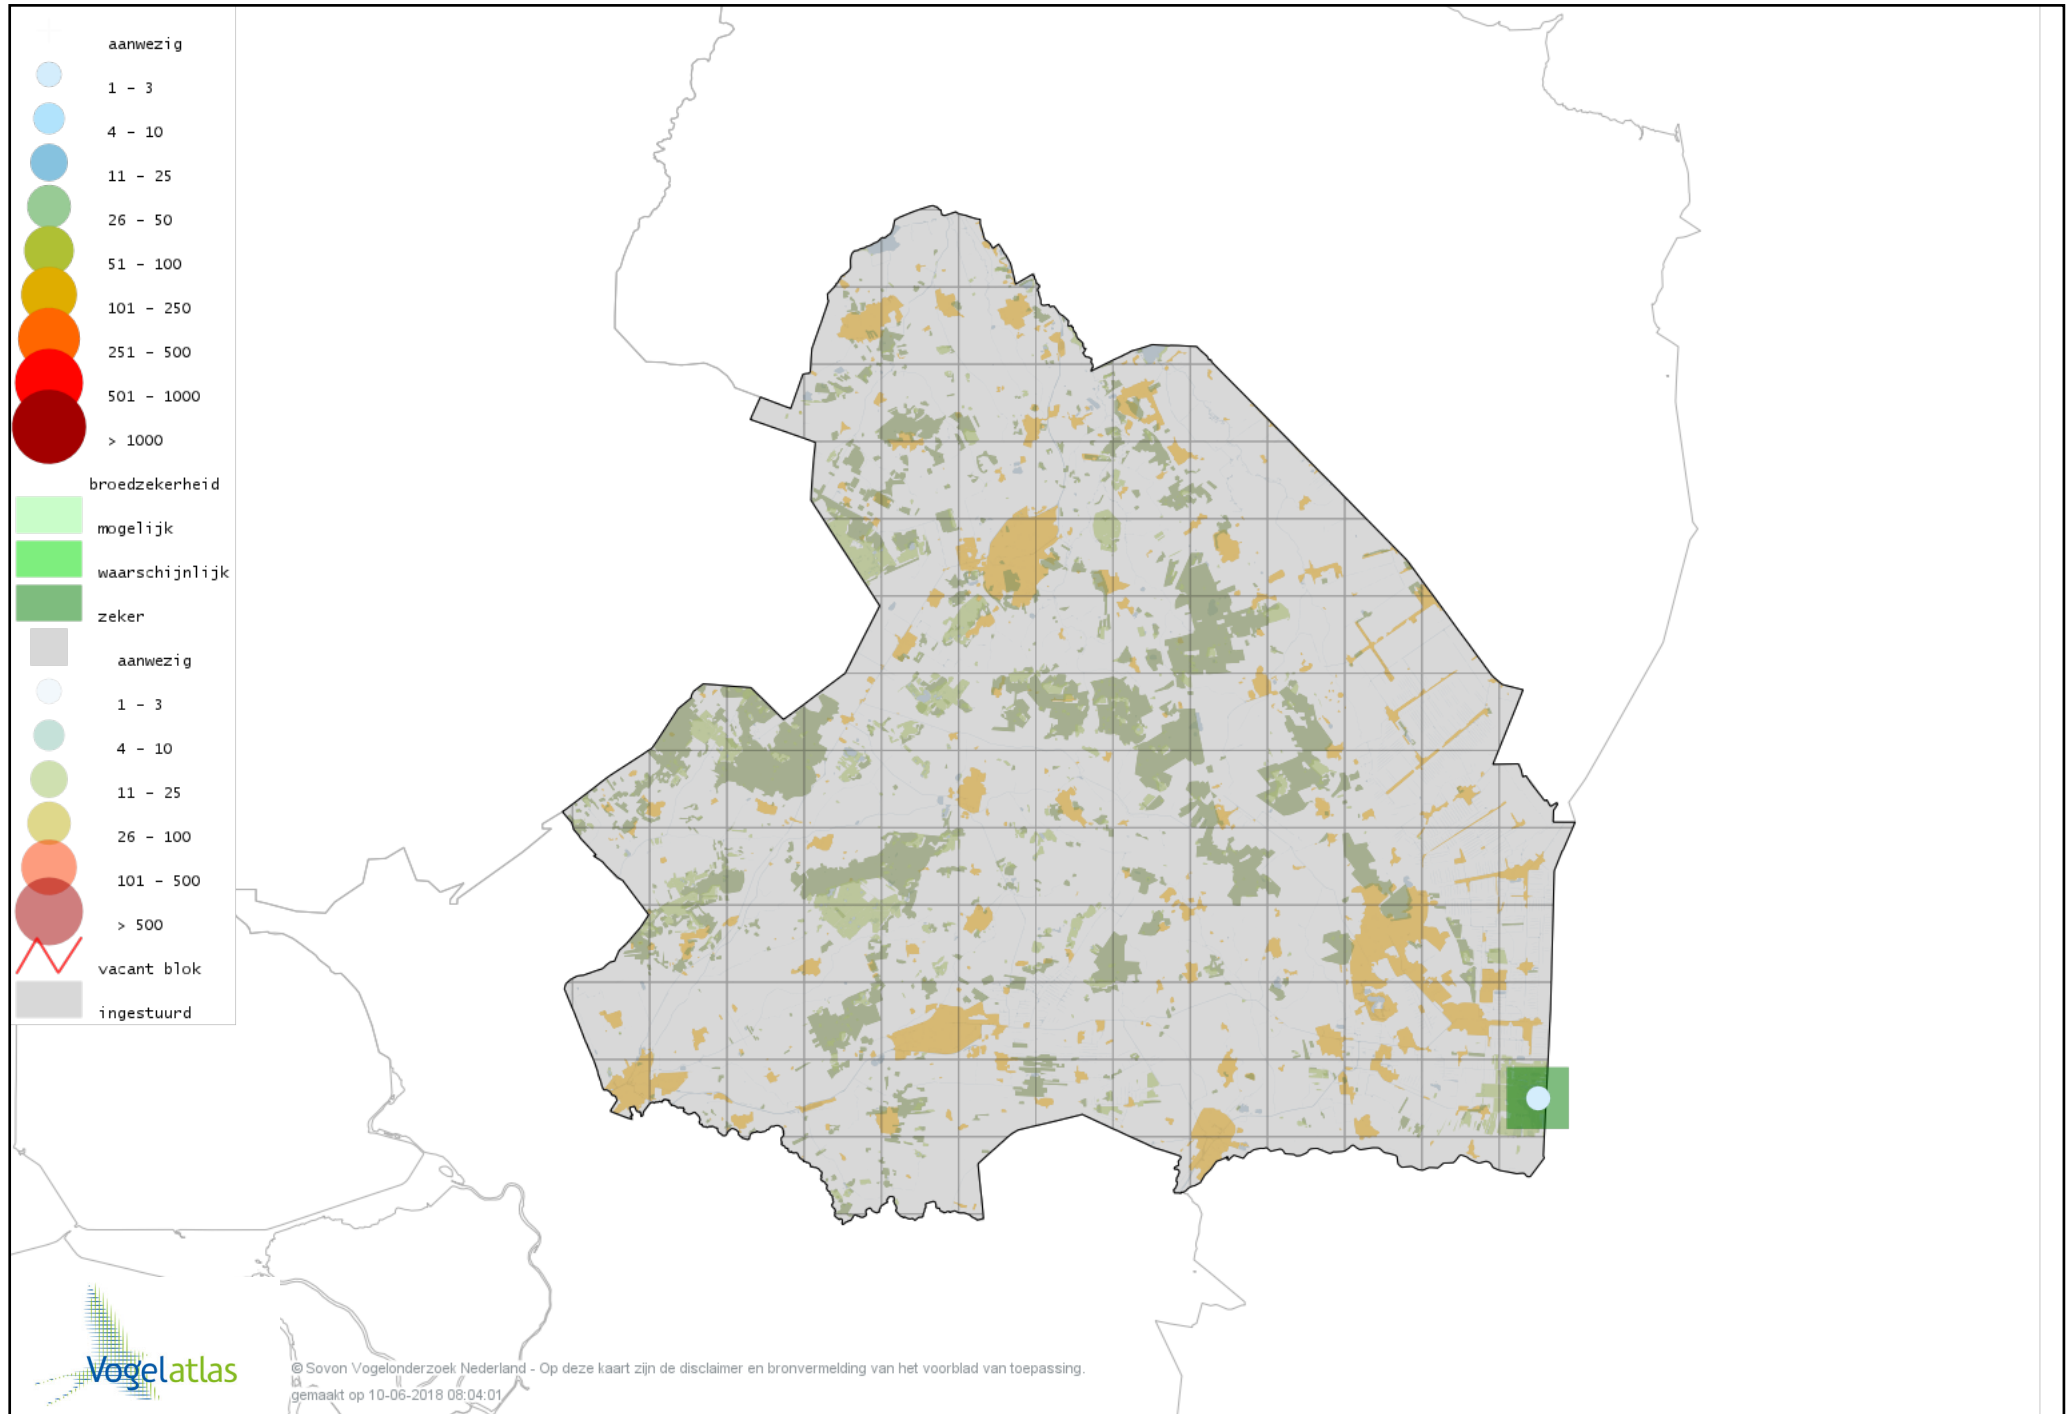 aanwezig
1 - 3
4 - 10
11 - 25
26 - 50
51 - 100
101 - 250
251 - 500
501 - 1000
> 1000
broedzekerheid
mogelijk
waarschijnlijk
zeker
aanwezig
1 - 3
4 - 10
11 - 25
26 - 100
101 - 500
> 500
vacant blok
ingestuurd
Vogelatlas
© Sovon Vogelonderzoek Nederland - Op deze kaart zijn de disclaimer en bronvermelding van het voorblad van toepassing.
gemaakt op 10-06-2018 08:04:01